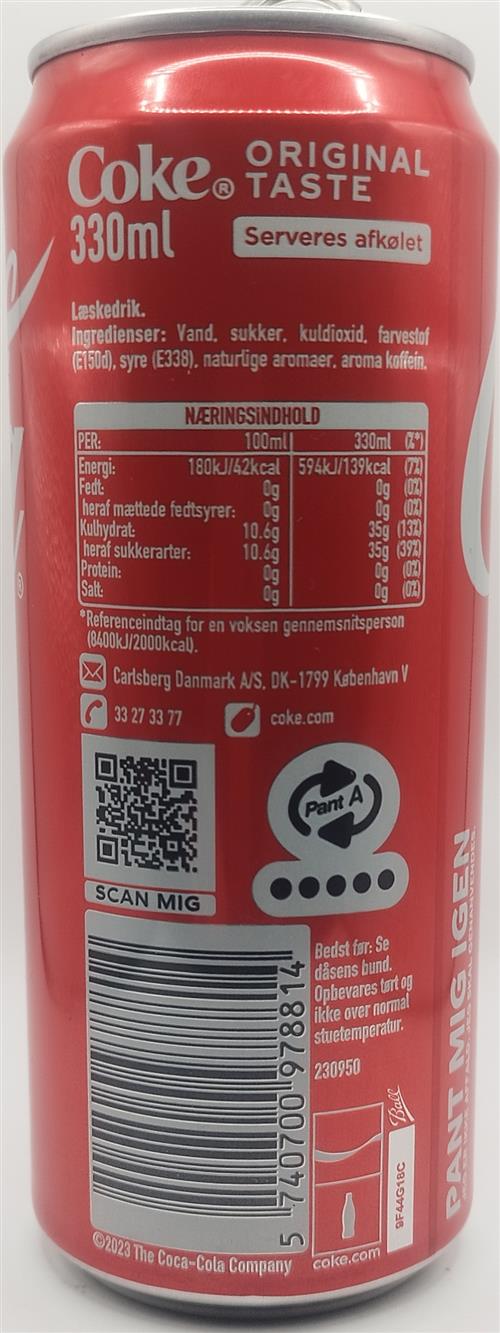 Coke® ORIGINAL TASTE
330ml
Serveres afkølet
Læskedrik.
Ingredienser: Vand, sukker, kuldioxid, farvestof
(E150d), syre (E338), naturlige aromaer, aroma koffein.
NÆRINGSINDHOLD
PER: 100ml 330ml (%*)
Energi: 180kJ/42kcal 594kJ/139kcal (7%)
Fedt: 0g 0g (0%)
heraf mættede fedtsyrer: 0g 0g (0%)
Kulhydrat: 10.6g 35g (13%)
heraf sukkerarter: 10.6g 35g (39%)
Protein: 0g 0g (0%)
Salt: 0g 0g (0%)
*Referenceindtag for en voksen gennemsnitsperson
(8400kJ/2000kcal).
Carlsberg Danmark A/S, DK-1799 København V
33 27 33 77 coke.com
Pant A
SCAN MIG
Bedst før: Se
dåsens bund.
Opbevares tørt og
ikke over normal
stuetemperatur.
230950
5 740700 978814
Ball
9F44G18C
coke.com
©2023 The Coca-Cola Company
PANT MIG IGEN